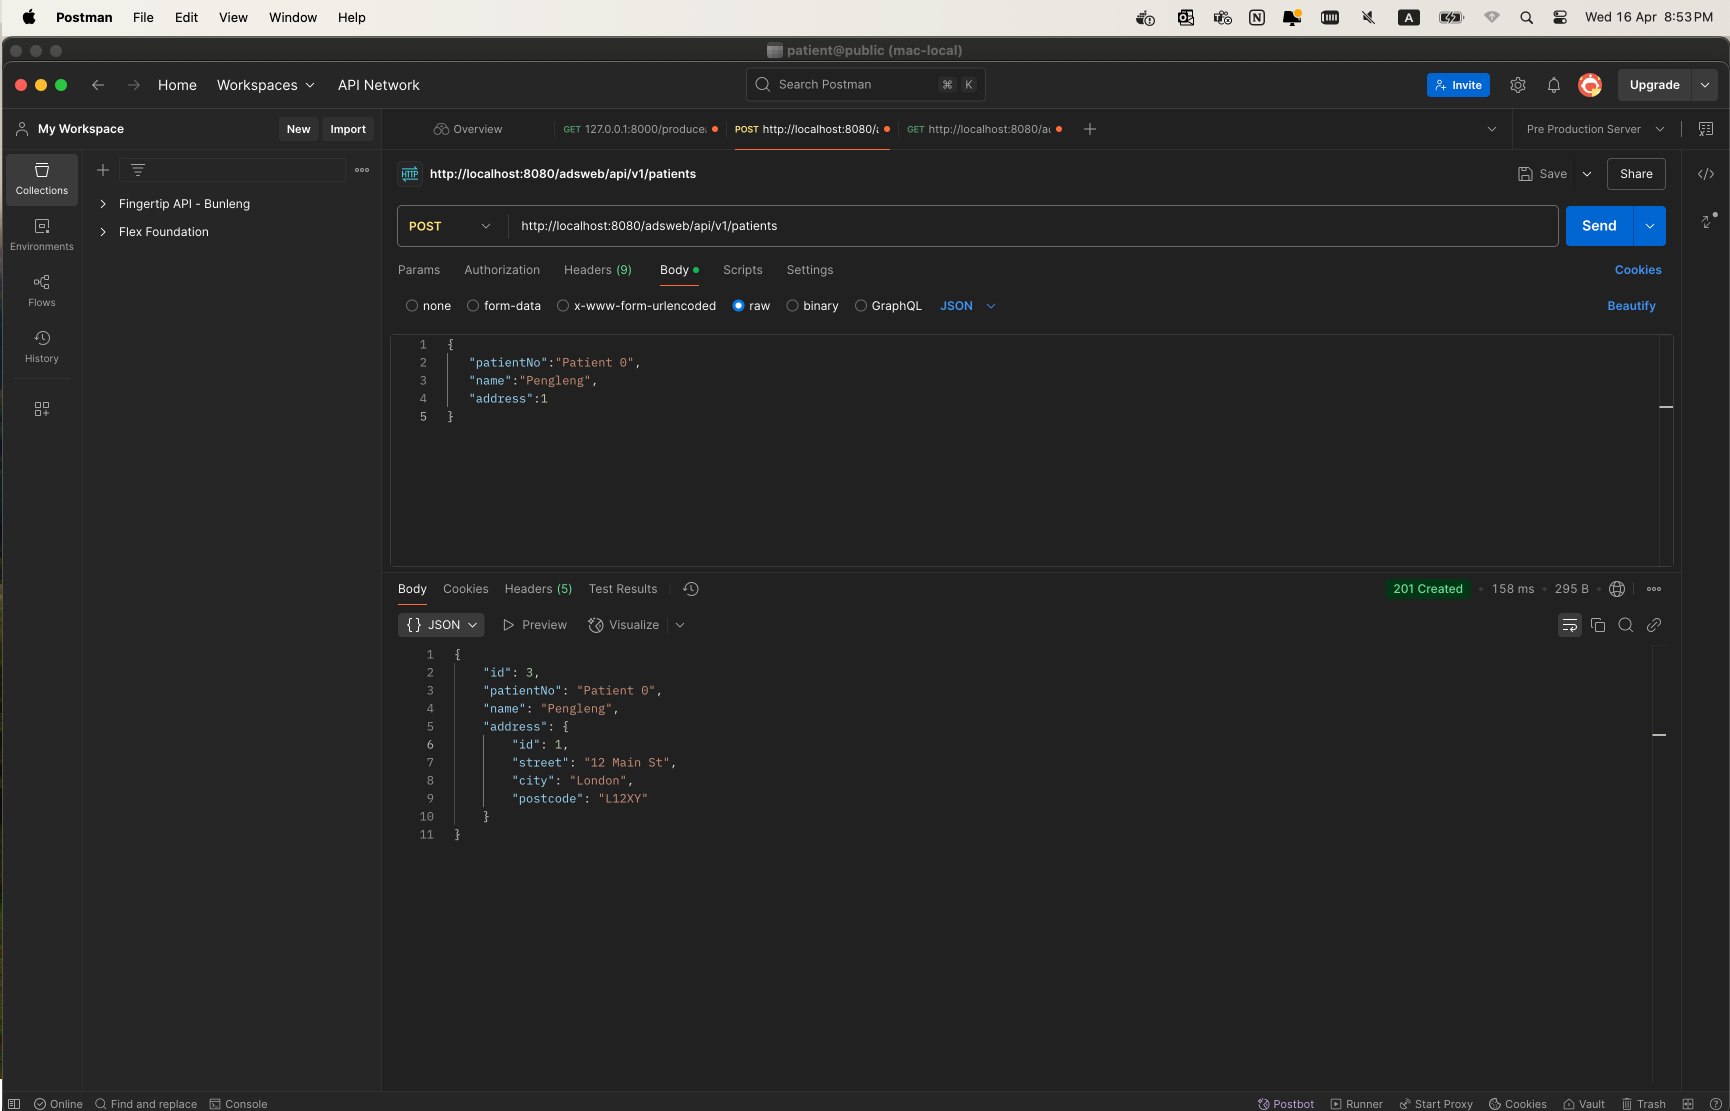 Postman File Edit View Window Help
A
Wed 16 Apr 8:53 PM
patient@public (mac-local)
Home Workspaces API Network
Search Postman ⌘ K
Invite
Upgrade
My Workspace New Import
Overview
GET 127.0.0.1:8000/produce
POST http://localhost:8080/
GET http://localhost:8080/a
Pre Production Server
Collections
Environments
Flows
History
Fingertip API - Bunleng
Flex Foundation
HTTP http://localhost:8080/adsweb/api/v1/patients
Save Share
POST http://localhost:8080/adsweb/api/v1/patients
Send
Params Authorization Headers (9) Body Scripts Settings
Cookies
none form-data x-www-form-urlencoded raw binary GraphQL JSON
Beautify
1 {
2 "patientNo":"Patient 0",
3 "name":"Pengleng",
4 "address":1
5 }
Body Cookies Headers (5) Test Results
201 Created • 158 ms • 295 B •
{} JSON Preview Visualize
1 {
2 "id": 3,
3 "patientNo": "Patient 0",
4 "name": "Pengleng",
5 "address": {
6 "id": 1,
7 "street": "12 Main St",
8 "city": "London",
9 "postcode": "L12XY"
10 }
11 }
Online Find and replace Console
Postbot Runner Start Proxy Cookies Vault Trash